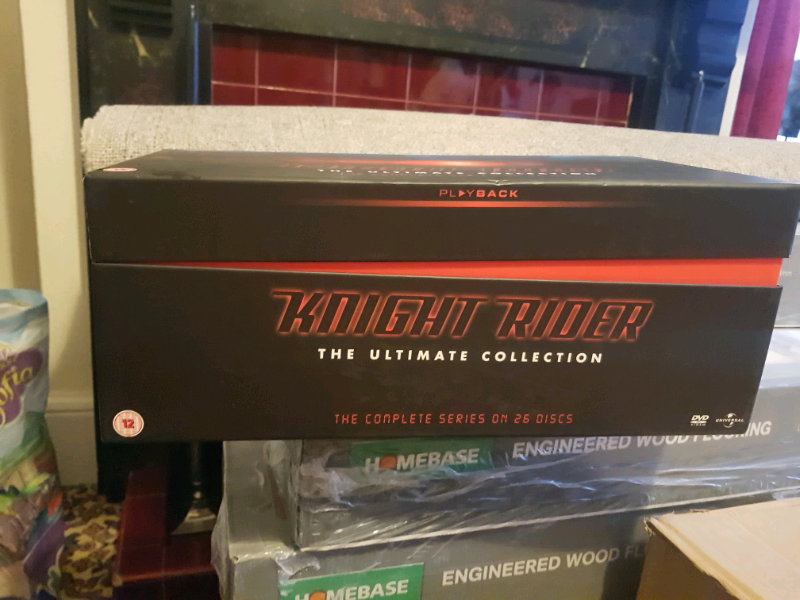 THE ULTIMATE COLLECTION
PLAYBACK
KNIGHT RIDER
THE ULTIMATE COLLECTION
THE COMPLETE SERIES ON 26 DISCS
12
DVD
VIDEO
UNIVERSAL
HOMEBASE
ENGINEERED WOOD FLOORING
HOMEBASE
ENGINEERED WOOD